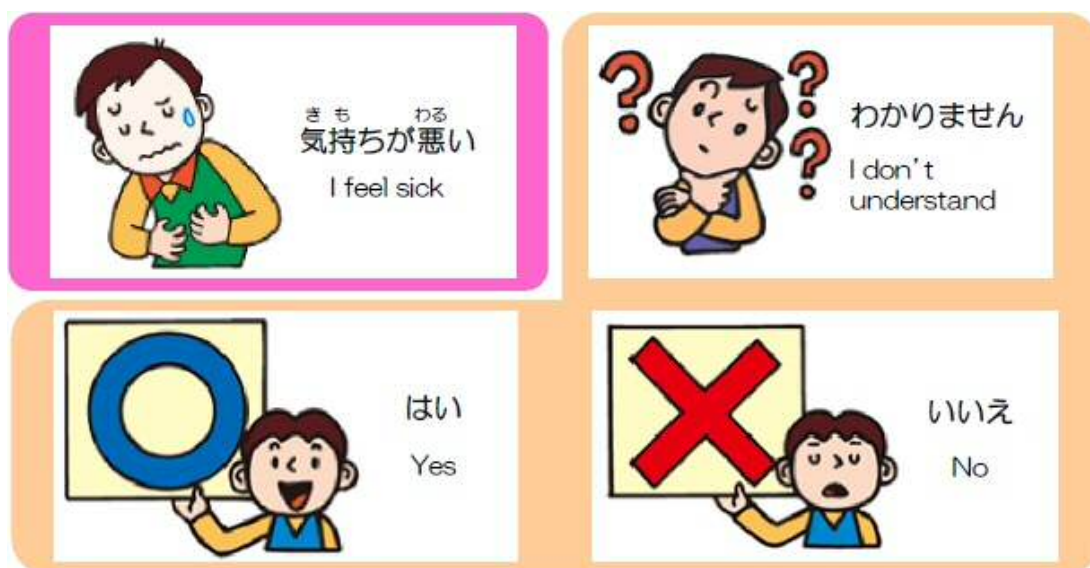 きも わる
気持ちが悪い
I feel sick
? ? ?
わかりません
I don't
understand
はい
Yes
いいえ
No